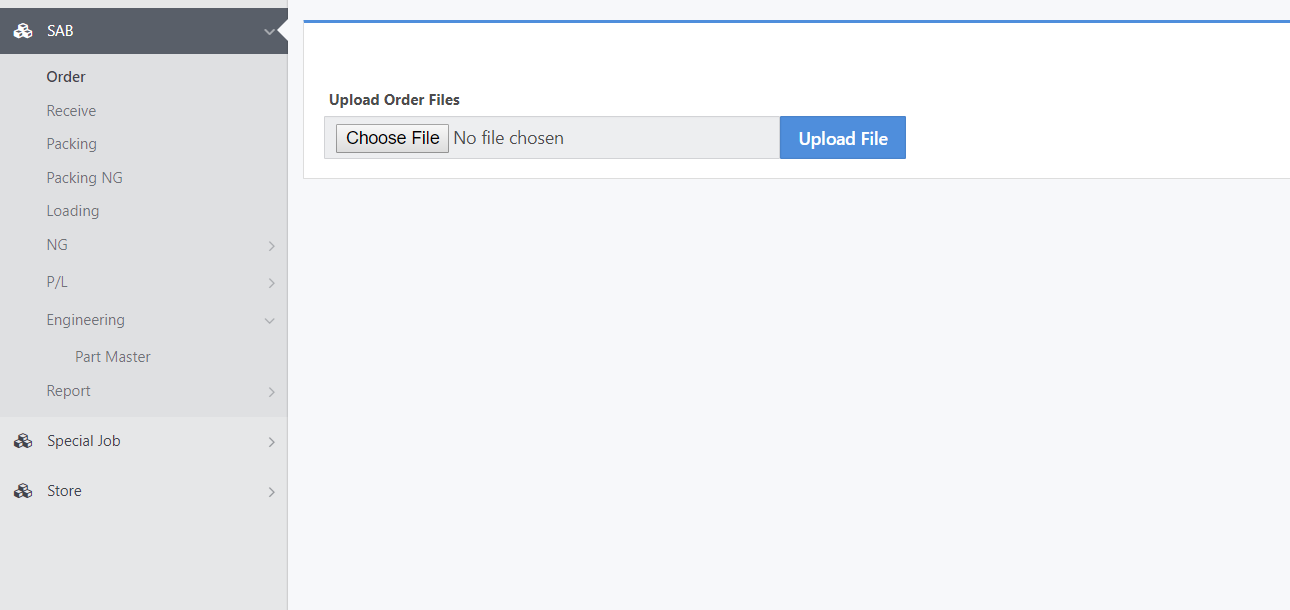 SAB
Order
Receive
Packing
Packing NG
Loading
NG
P/L
Engineering
Part Master
Report
Special Job
Store
Upload Order Files
Choose File No file chosen Upload File